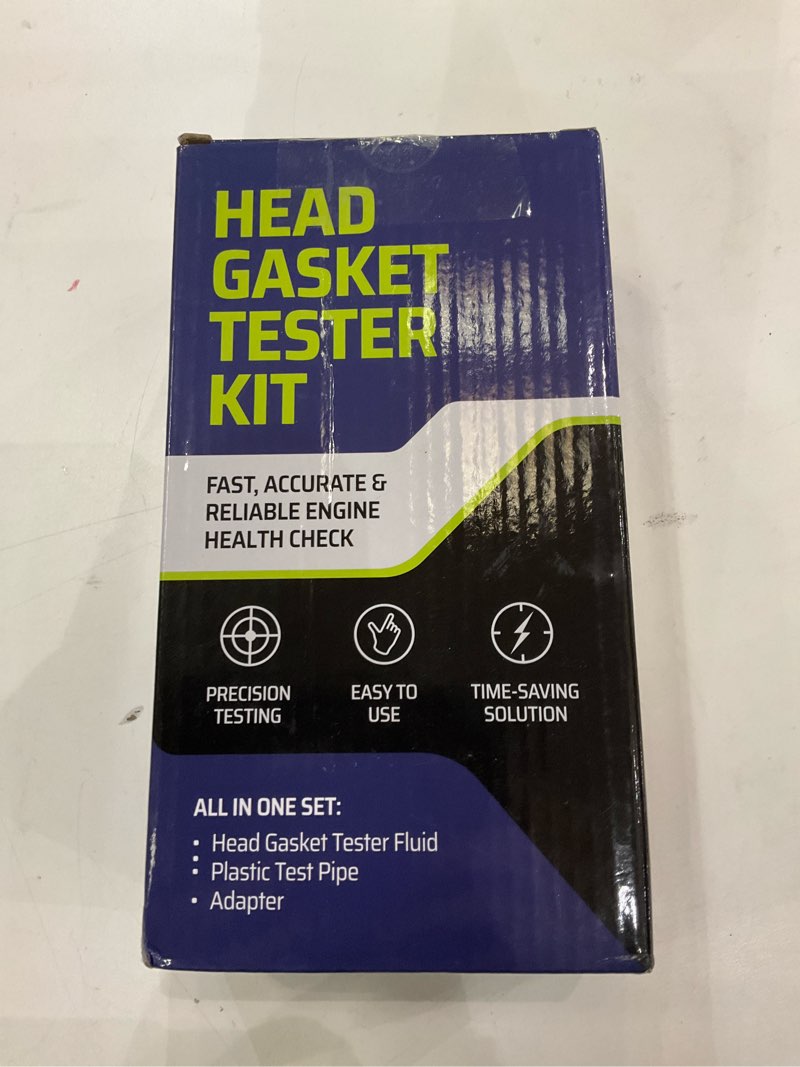 HEAD
GASKET
TESTER
KIT
FAST, ACCURATE &
RELIABLE ENGINE
HEALTH CHECK
PRECISION
TESTING
EASY TO
USE
TIME-SAVING
SOLUTION
ALL IN ONE SET:
• Head Gasket Tester Fluid
• Plastic Test Pipe
• Adapter